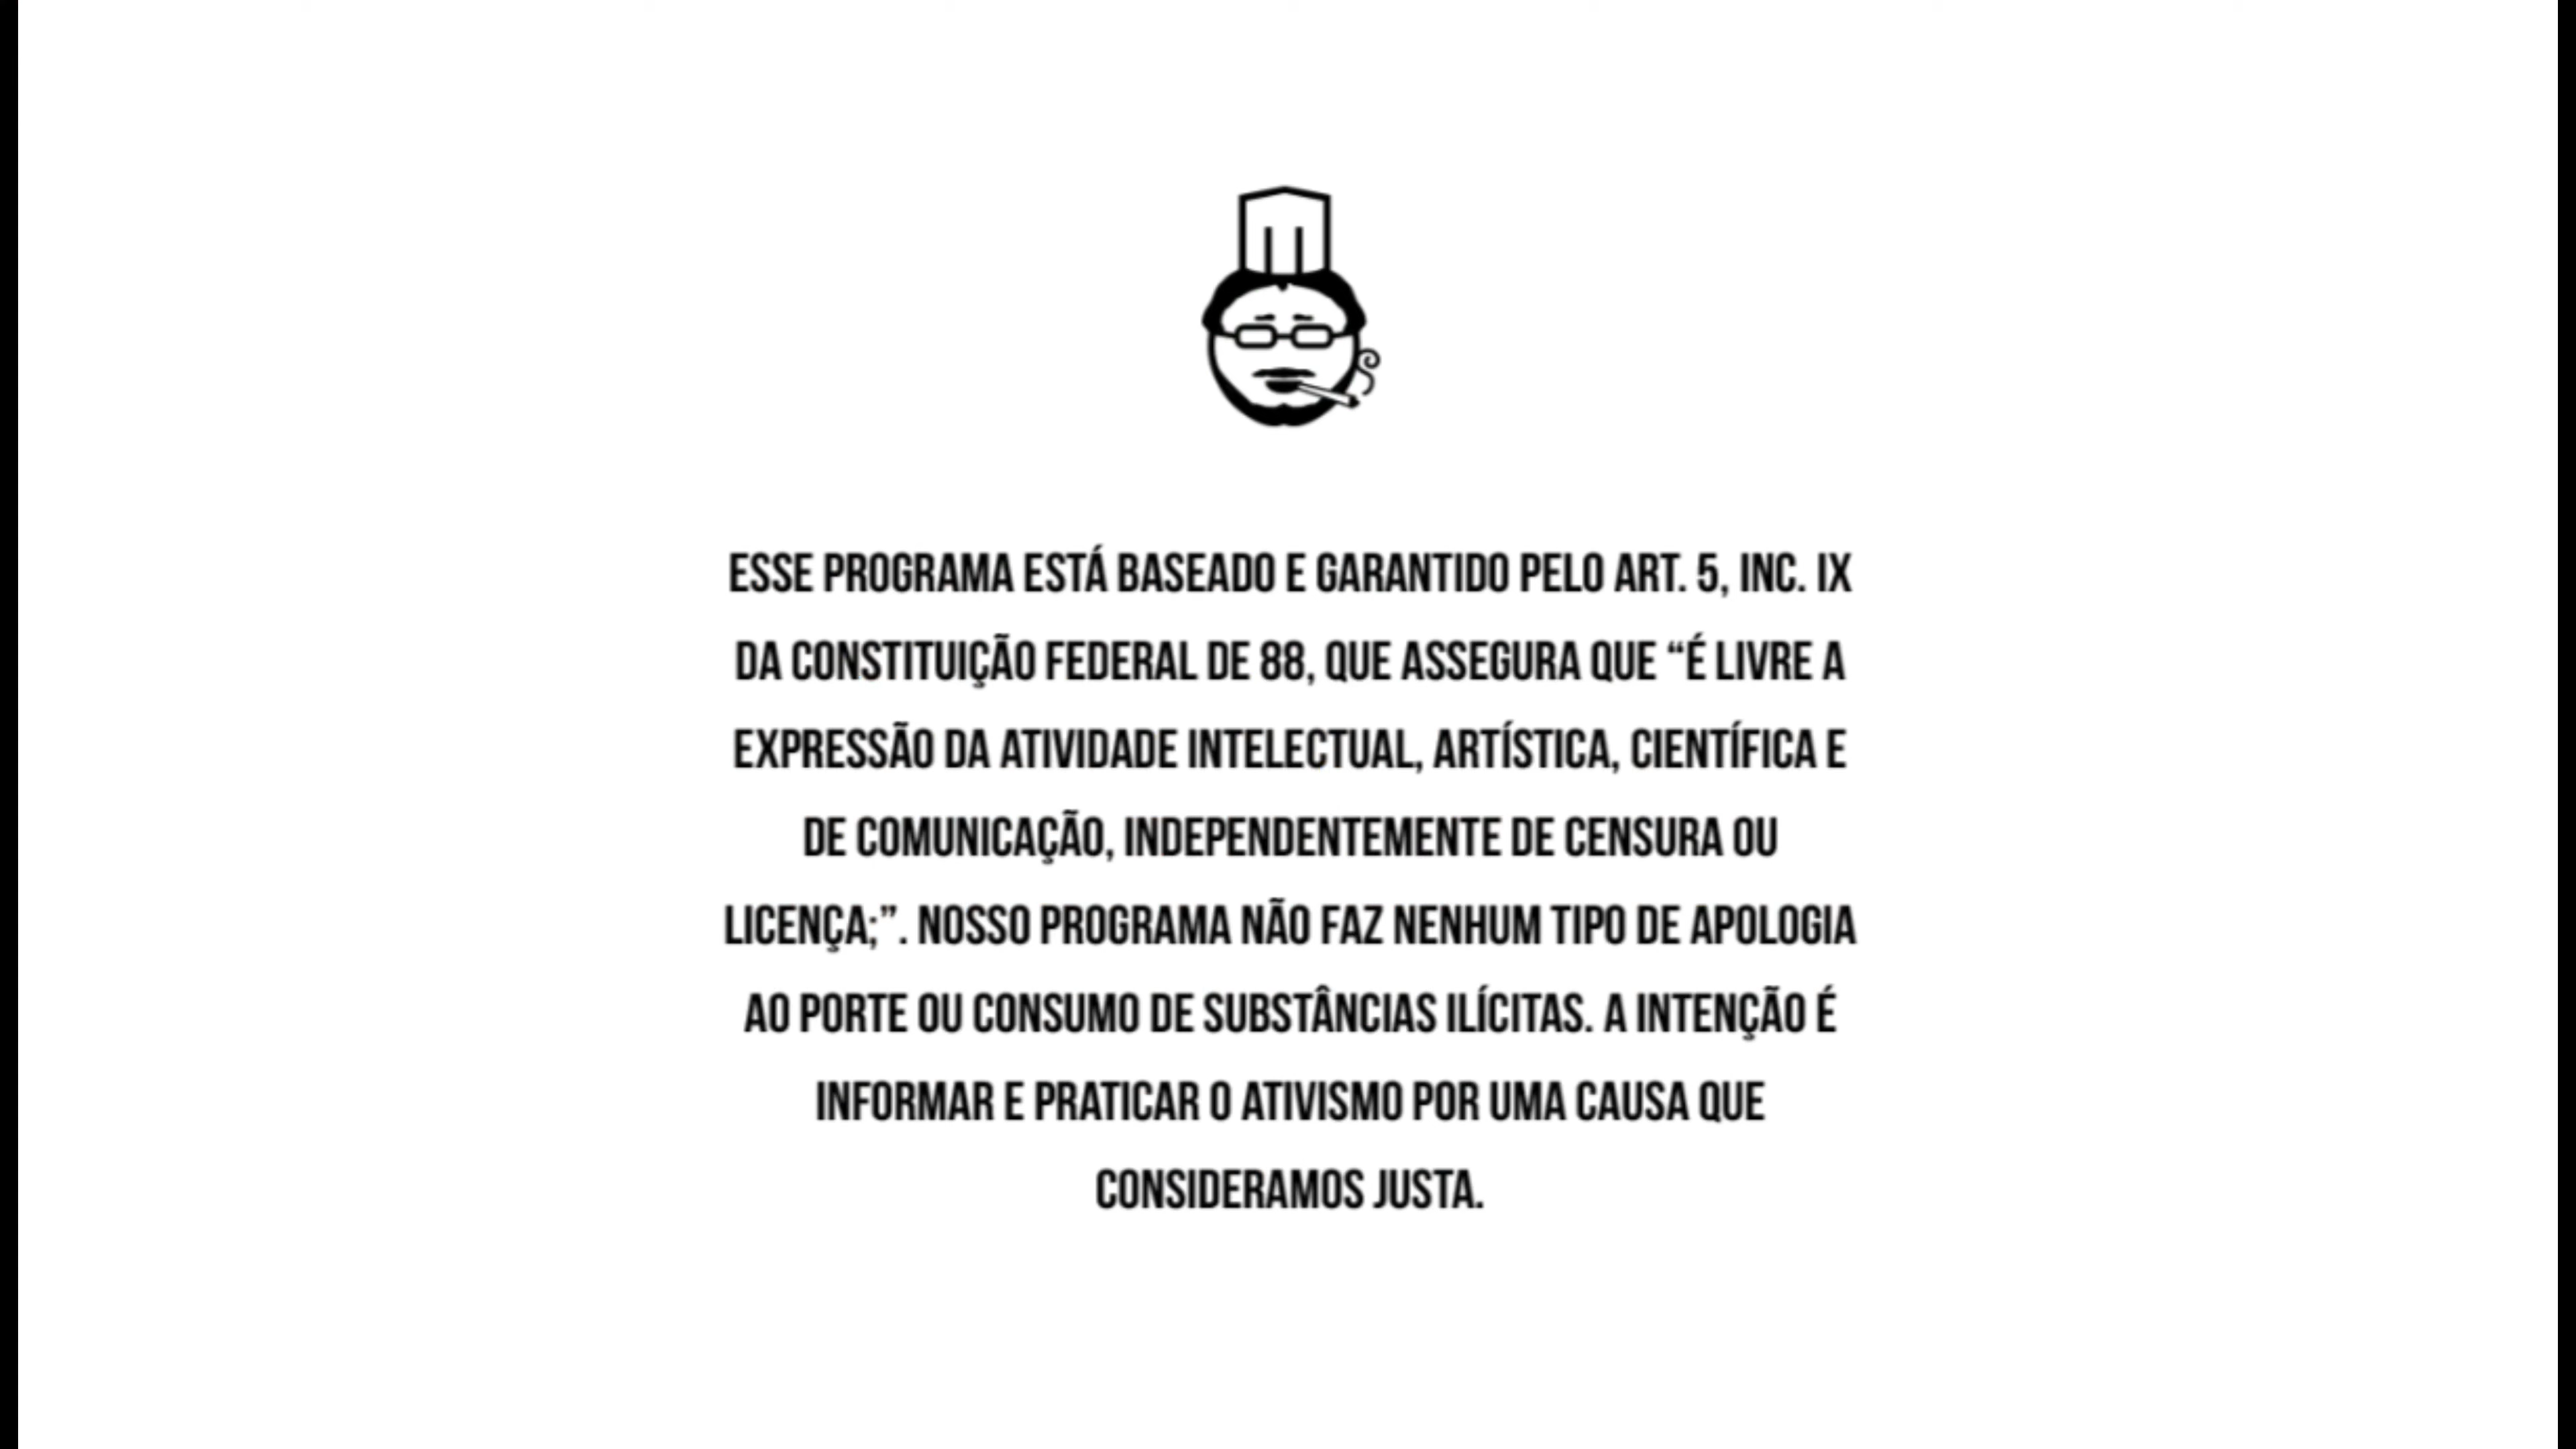 ESSE PROGRAMA ESTÁ BASEADO E GARANTIDO PELO ART. 5, INC. IX
DA CONSTITUIÇÃO FEDERAL DE 88, QUE ASSEGURA QUE “É LIVRE A
EXPRESSÃO DA ATIVIDADE INTELECTUAL, ARTÍSTICA, CIENTÍFICA E
DE COMUNICAÇÃO, INDEPENDENTEMENTE DE CENSURA OU
LICENÇA;”. NOSSO PROGRAMA NÃO FAZ NENHUM TIPO DE APOLOGIA
AO PORTE OU CONSUMO DE SUBSTÂNCIAS ILÍCITAS. A INTENÇÃO É
INFORMAR E PRATICAR O ATIVISMO POR UMA CAUSA QUE
CONSIDERAMOS JUSTA.